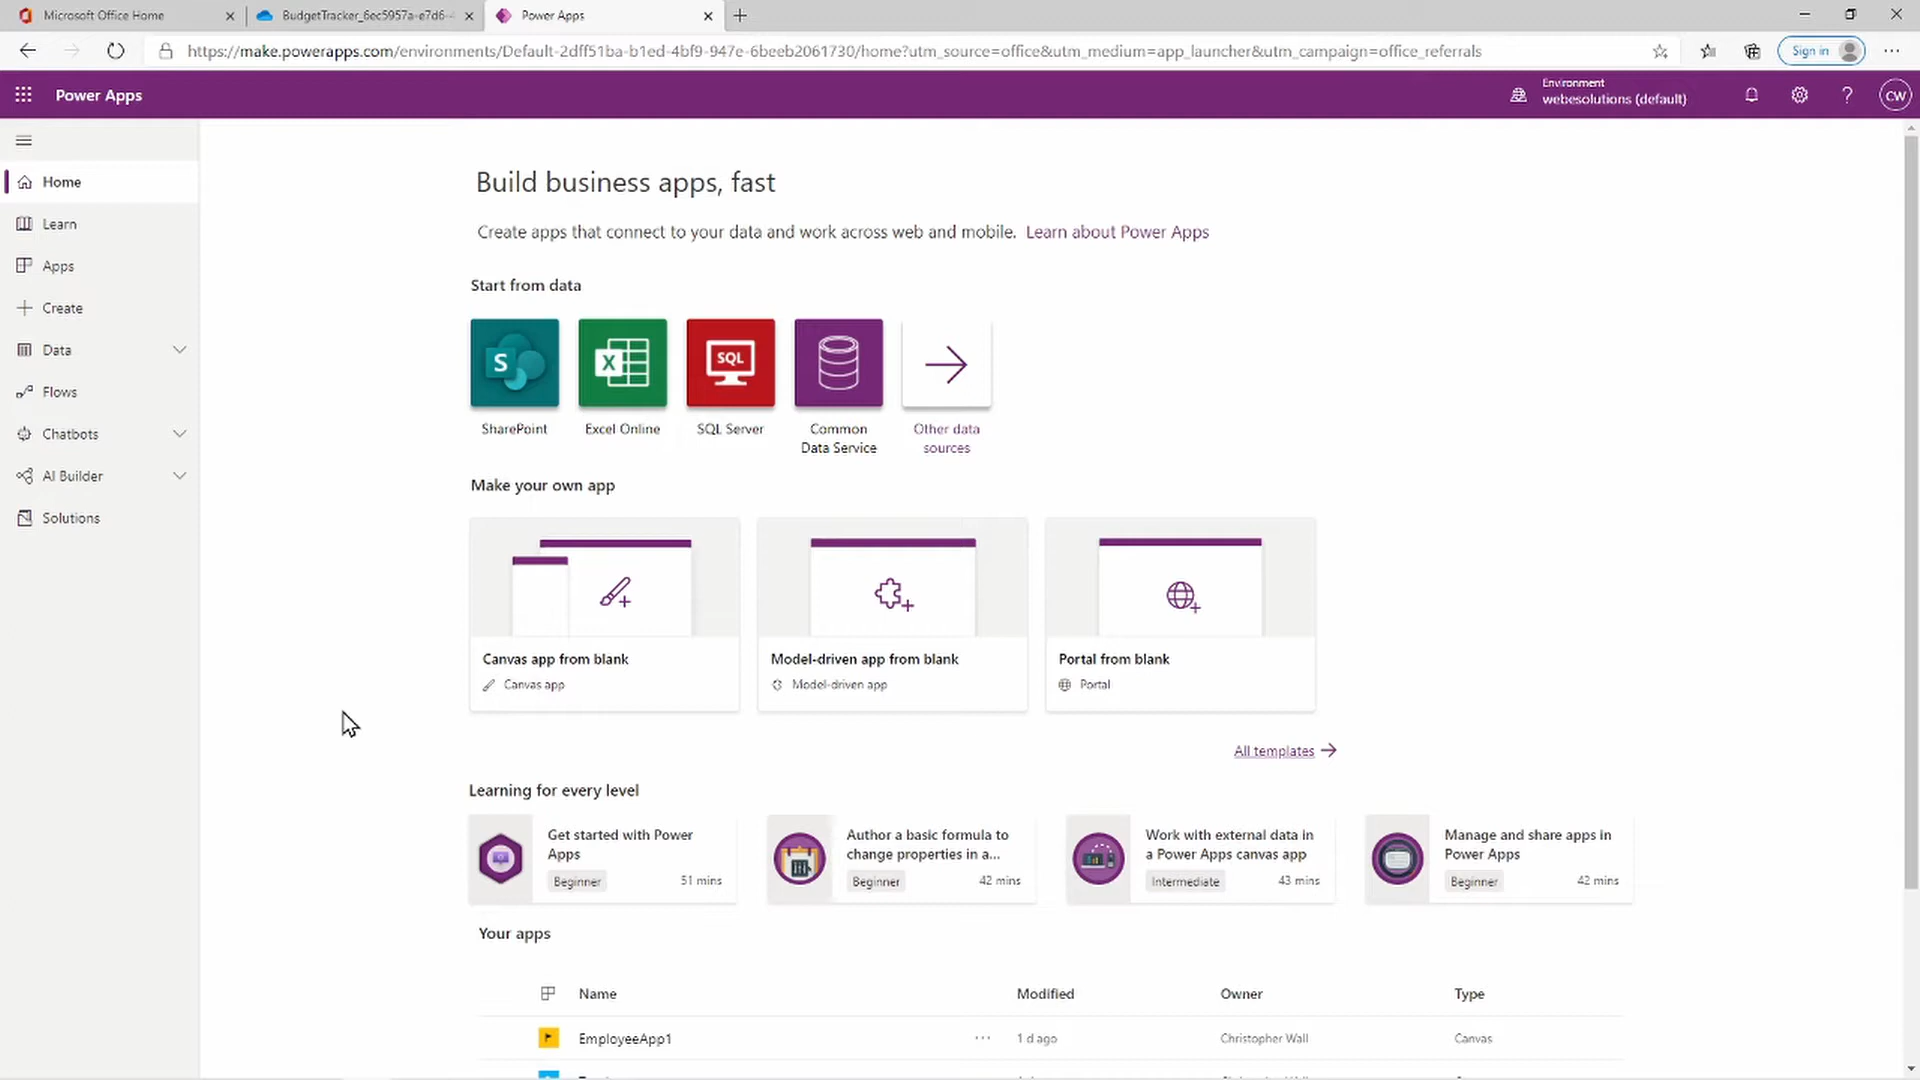 Microsoft Office Home
BudgetTracker_6ec5957a-e7d6-4
Power Apps
https://make.powerapps.com/environments/Default-2dff51ba-b1ed-4bf9-947e-6beeb2061730/home?utm_source=office&utm_medium=app_launcher&utm_campaign=office_referrals
Sign in
Power Apps
Environment
webesolutions (default)
?
CW
Home
Learn
Apps
Create
Data
Flows
Chatbots
AI Builder
Solutions
Build business apps, fast
Create apps that connect to your data and work across web and mobile. Learn about Power Apps
Start from data
S
X
SQL
SharePoint
Excel Online
SQL Server
Common
Data Service
Other data
sources
Make your own app
Canvas app from blank
Canvas app
Model-driven app from blank
Model-driven app
Portal from blank
Portal
All templates
Learning for every level
Get started with Power
Apps
Beginner
51 mins
Author a basic formula to
change properties in a...
Beginner
42 mins
Work with external data in
a Power Apps canvas app
Intermediate
43 mins
Manage and share apps in
Power Apps
Beginner
42 mins
Your apps
Name
Modified
Owner
Type
EmployeeApp1
...
1 d ago
Christopher Wall
Canvas